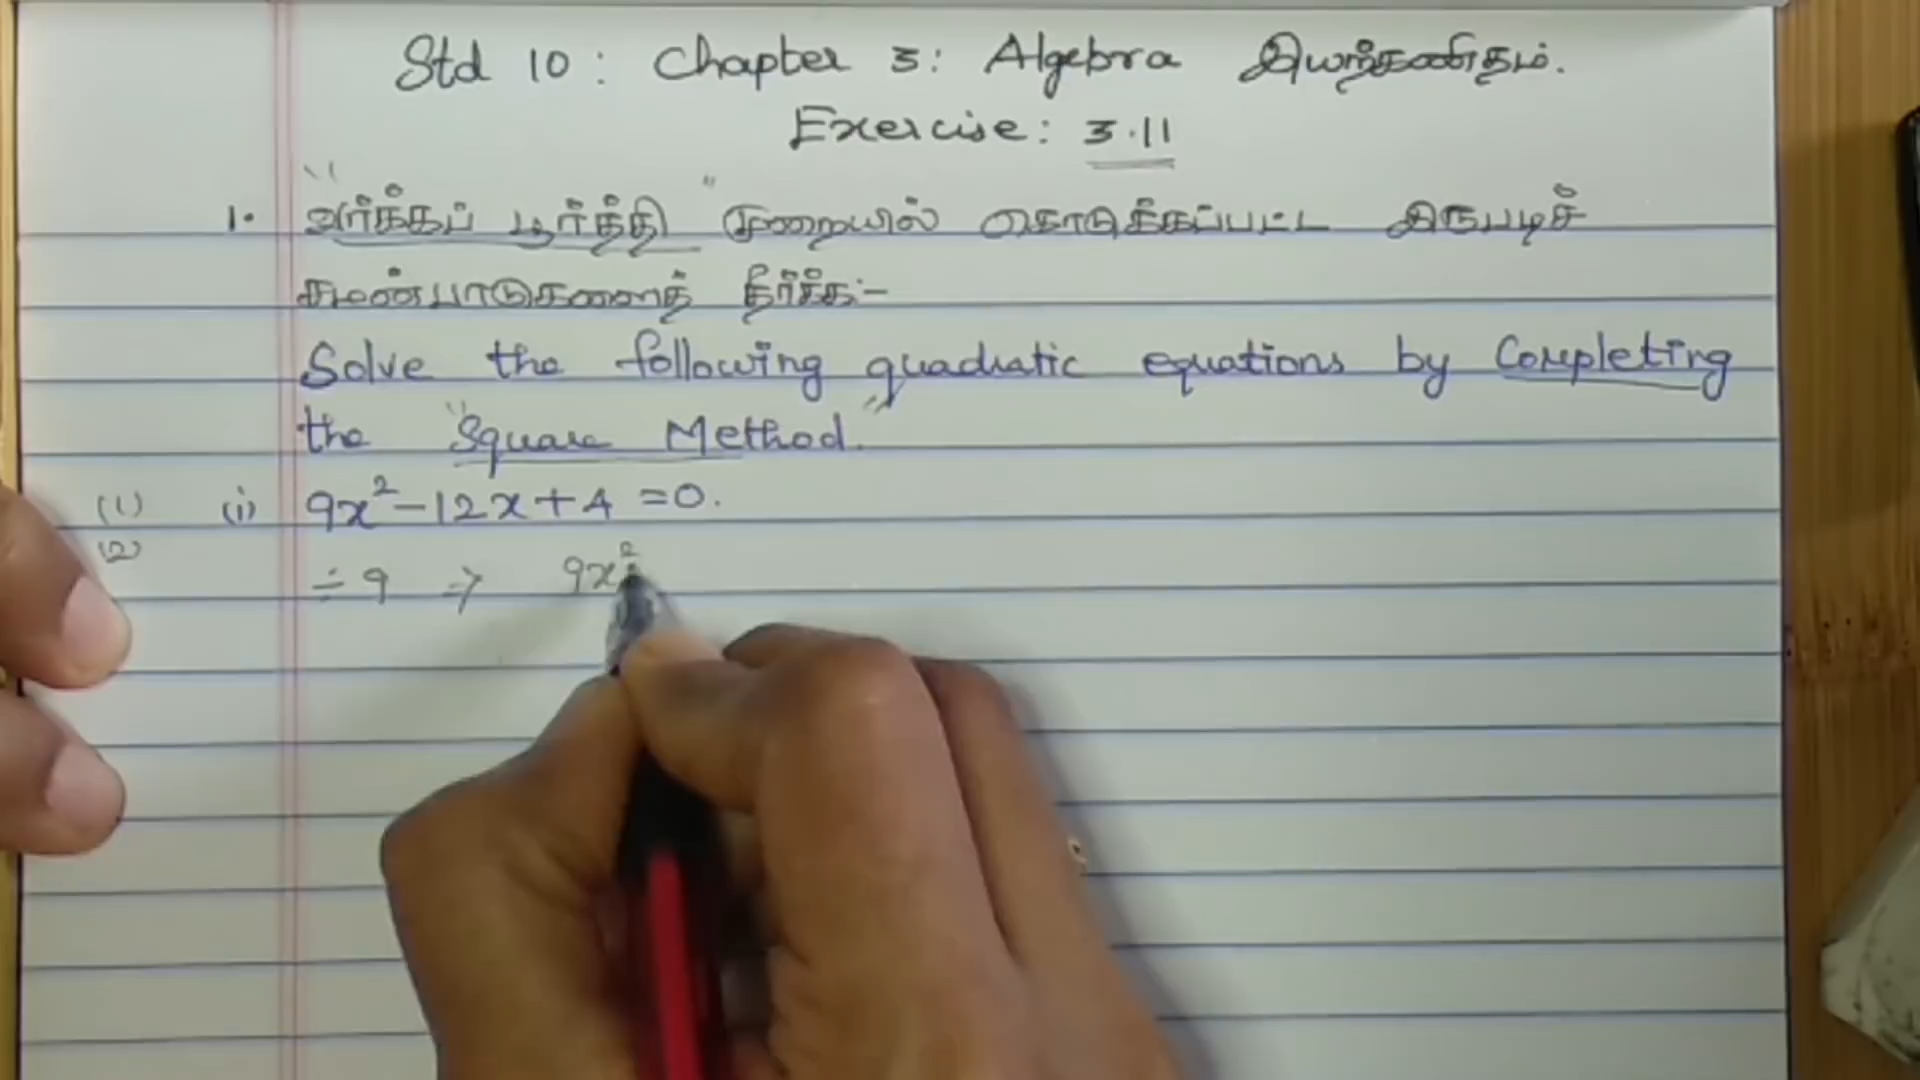 Std 10 : Chapter 3 : Algebra இயற்கணிதம்.
Exercise : 3.11
1. "வர்க்கப் பூர்த்தி" முறையில் கொடுக்கப்பட்ட இருபடிச்
சமன்பாடுகளைத் தீர்க்க:-
Solve the following quadratic equations by Completing
the "Square Method."
(1) (i) 9x² - 12x + 4 = 0.
(2)
÷ 9 ⇒ 9x²